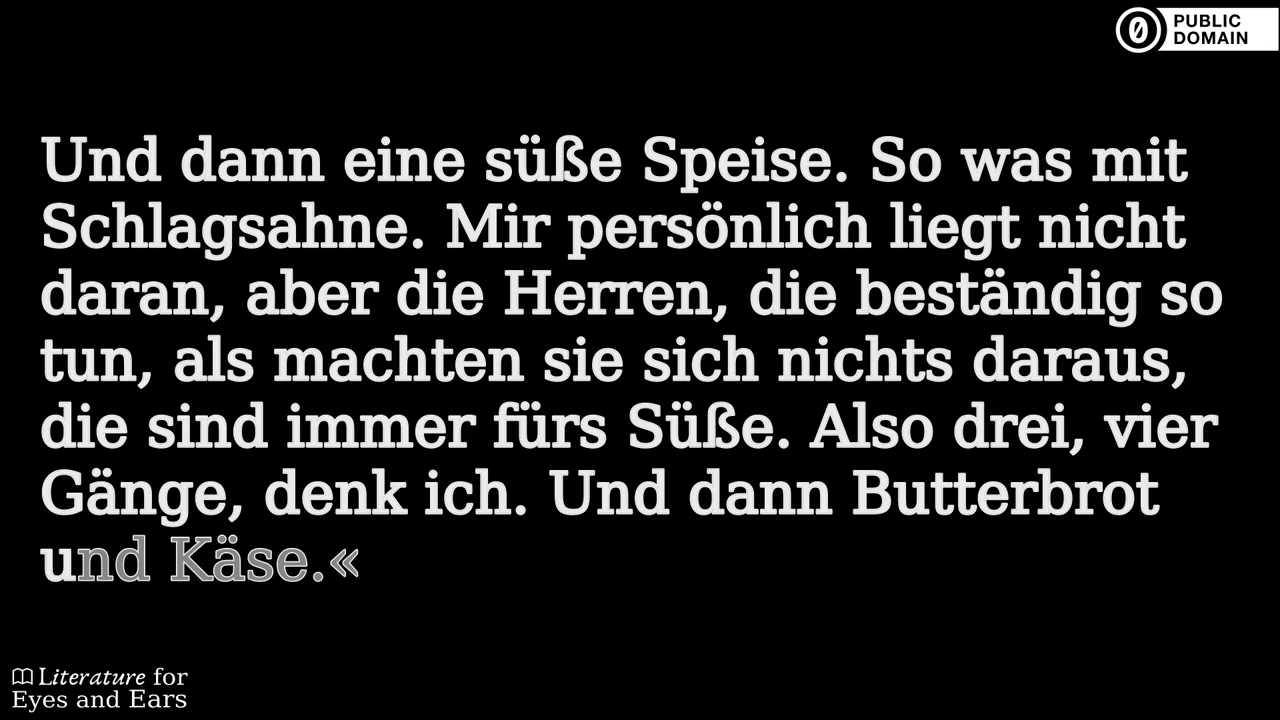 PUBLIC
DOMAIN
Und dann eine süße Speise. So was mit
Schlagsahne. Mir persönlich liegt nicht
daran, aber die Herren, die beständig so
tun, als machten sie sich nichts daraus,
die sind immer fürs Süße. Also drei, vier
Gänge, denk ich. Und dann Butterbrot
und Käse.«
Literature for
Eyes and Ears